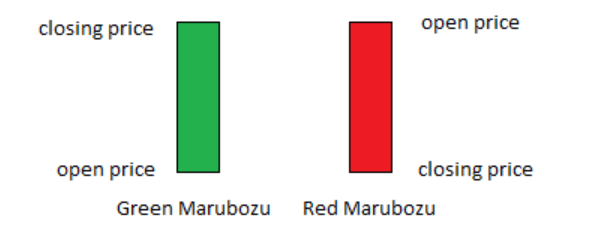 closing price
open price
open price
closing price
Green Marubozu
Red Marubozu